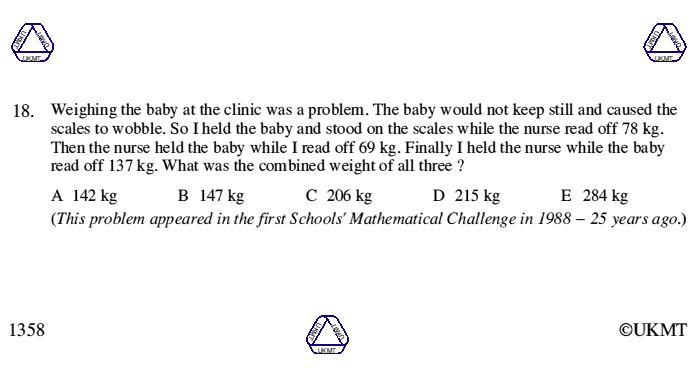 UKMT UKMT UKMT
UKMT UKMT UKMT
18. Weighing the baby at the clinic was a problem. The baby would not keep still and caused the
scales to wobble. So I held the baby and stood on the scales while the nurse read off 78 kg.
Then the nurse held the baby while I read off 69 kg. Finally I held the nurse while the baby
read off 137 kg. What was the combined weight of all three ?
A 142 kg B 147 kg C 206 kg D 215 kg E 284 kg
(This problem appeared in the first Schools' Mathematical Challenge in 1988 – 25 years ago.)
1358 UKMT UKMT UKMT ©UKMT